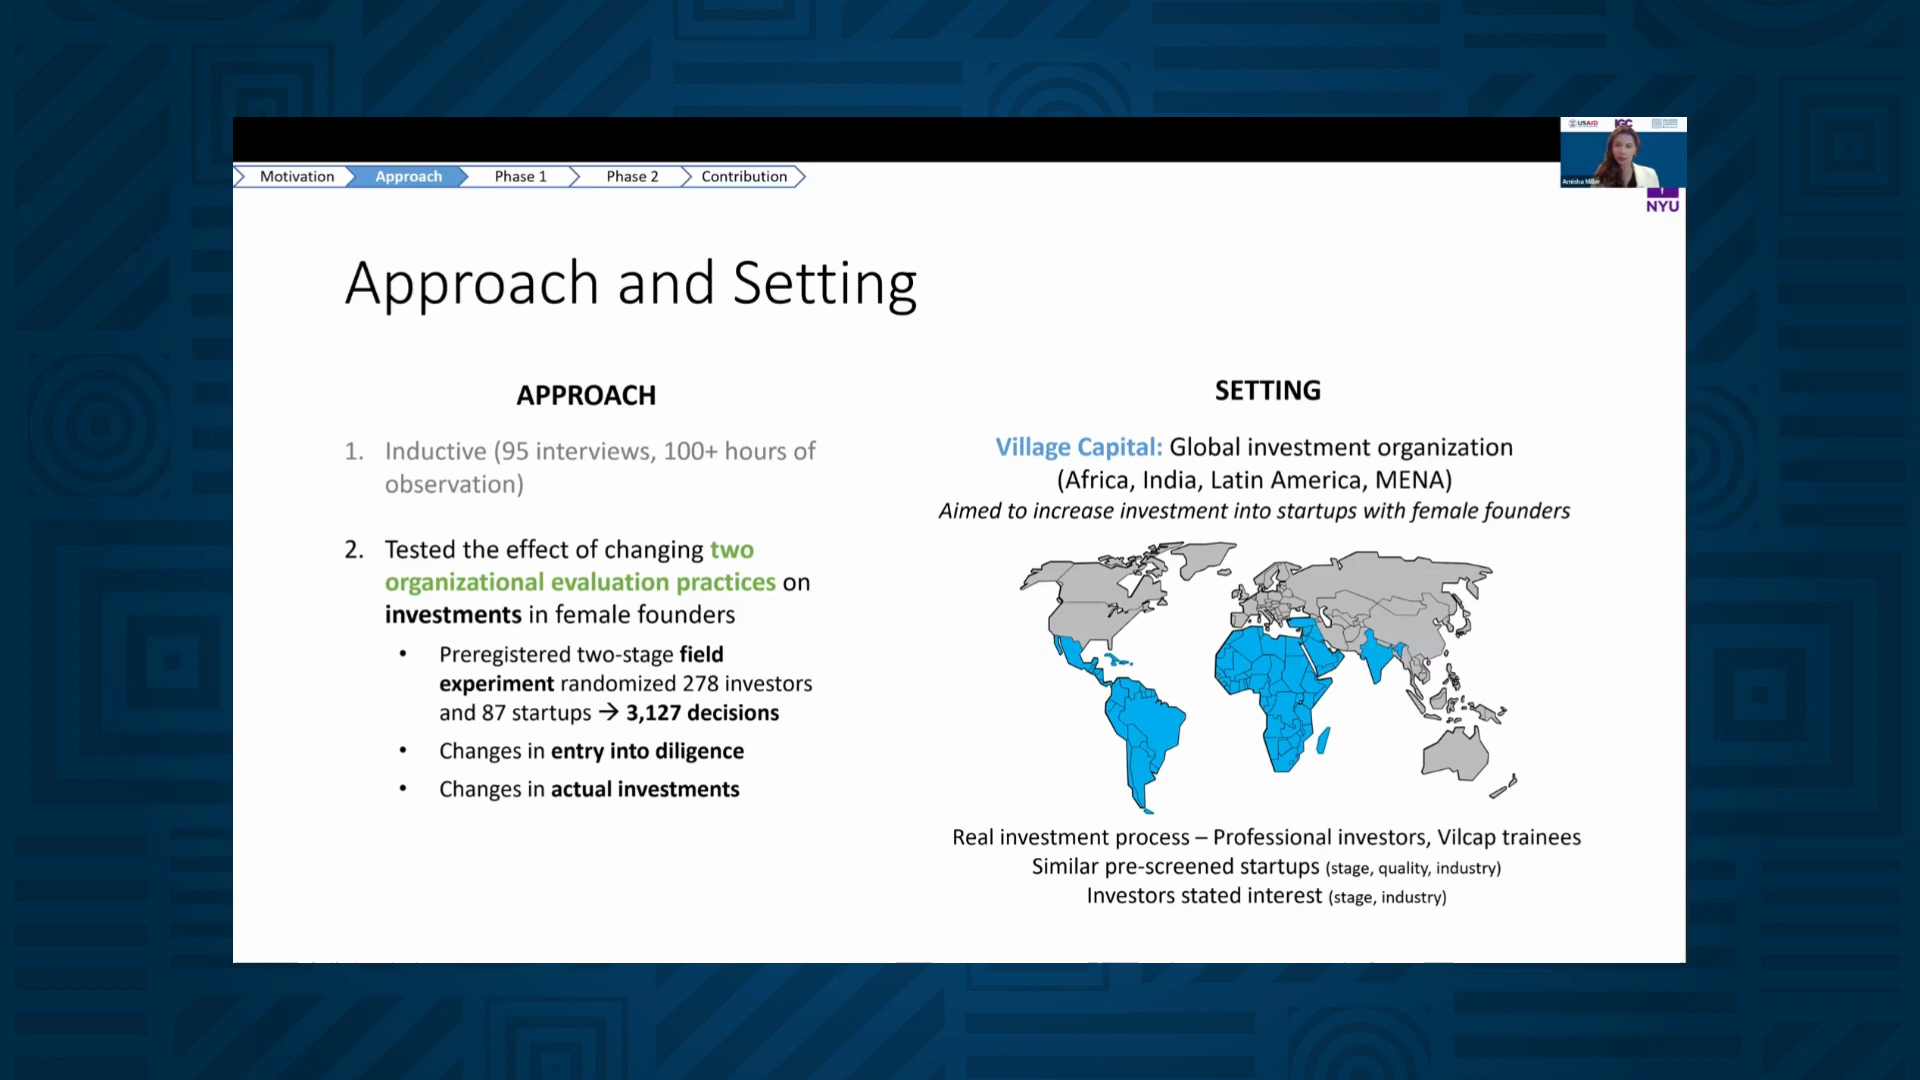 USAID IGC
Amisha Miller
NYU
Motivation
Approach
Phase 1
Phase 2
Contribution
Approach and Setting
APPROACH
1. Inductive (95 interviews, 100+ hours of
observation)
2. Tested the effect of changing two
organizational evaluation practices on
investments in female founders
• Preregistered two-stage field
experiment randomized 278 investors
and 87 startups → 3,127 decisions
• Changes in entry into diligence
• Changes in actual investments
SETTING
Village Capital: Global investment organization
(Africa, India, Latin America, MENA)
Aimed to increase investment into startups with female founders
Real investment process – Professional investors, Vilcap trainees
Similar pre-screened startups (stage, quality, industry)
Investors stated interest (stage, industry)